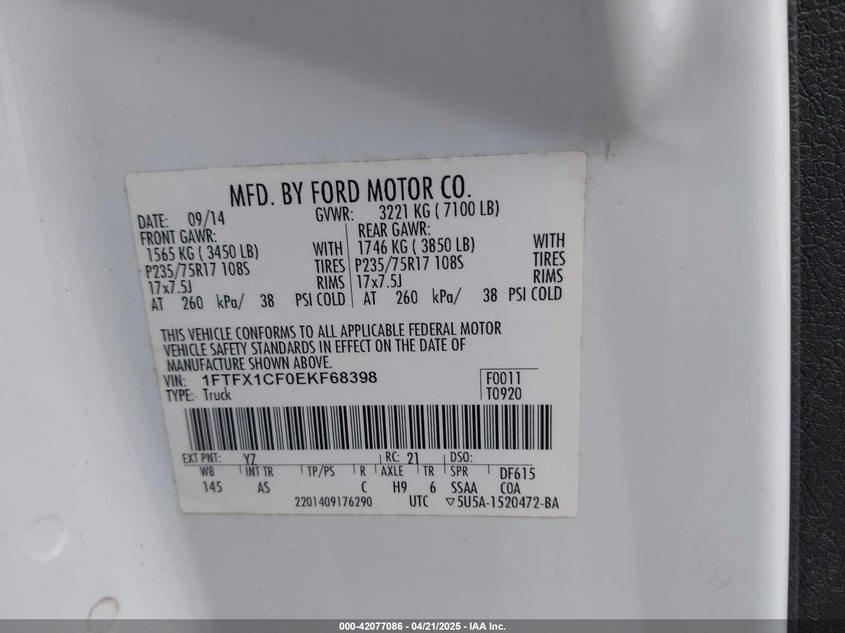 MFD. BY FORD MOTOR CO.
DATE: 09/14 GVWR: 3221 KG ( 7100 LB)
FRONT GAWR: REAR GAWR:
1565 KG ( 3450 LB) WITH 1746 KG ( 3850 LB) WITH
P235/75R17 108S TIRES P235/75R17 108S TIRES
17x7.5J RIMS 17x7.5J RIMS
AT 260 kPa/ 38 PSI COLD AT 260 kPa/ 38 PSI COLD
THIS VEHICLE CONFORMS TO ALL APPLICABLE FEDERAL MOTOR
VEHICLE SAFETY STANDARDS IN EFFECT ON THE DATE OF
MANUFACTURE SHOWN ABOVE.
VIN: 1FTFX1CF0EKF68398 F0011
TYPE: Truck T0920
EXT PNT: YZ RC: 21 DSO:
WB INT TR TP/PS R AXLE TR SPR DF615
145 AS C H9 6 SSAA COA
2201409176290 UTC ▽5U5A-1520472-BA
000-42077086 - 04/21/2025 - IAA Inc.